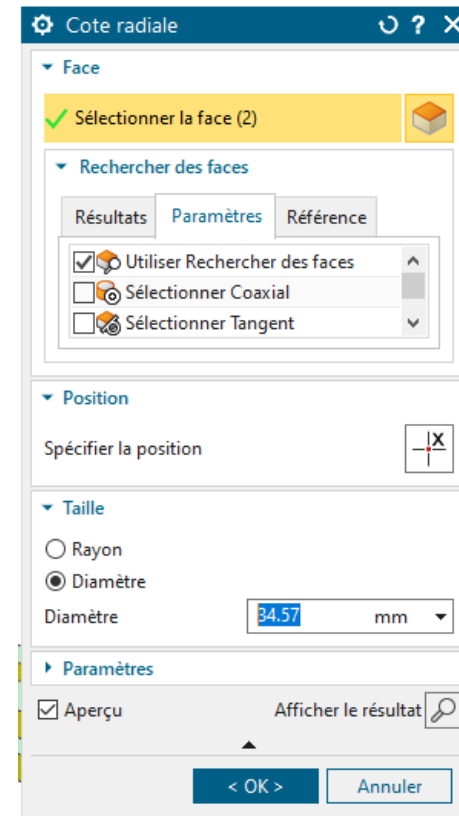 Cote radiale ?
Face
Sélectionner la face (2)
Rechercher des faces
Résultats Paramètres Référence
Utiliser Rechercher des faces
Sélectionner Coaxial
Sélectionner Tangent
Position
Spécifier la position
X
Taille
Rayon
Diamètre
Diamètre 34.57 mm
Paramètres
Aperçu Afficher le résultat
< OK > Annuler